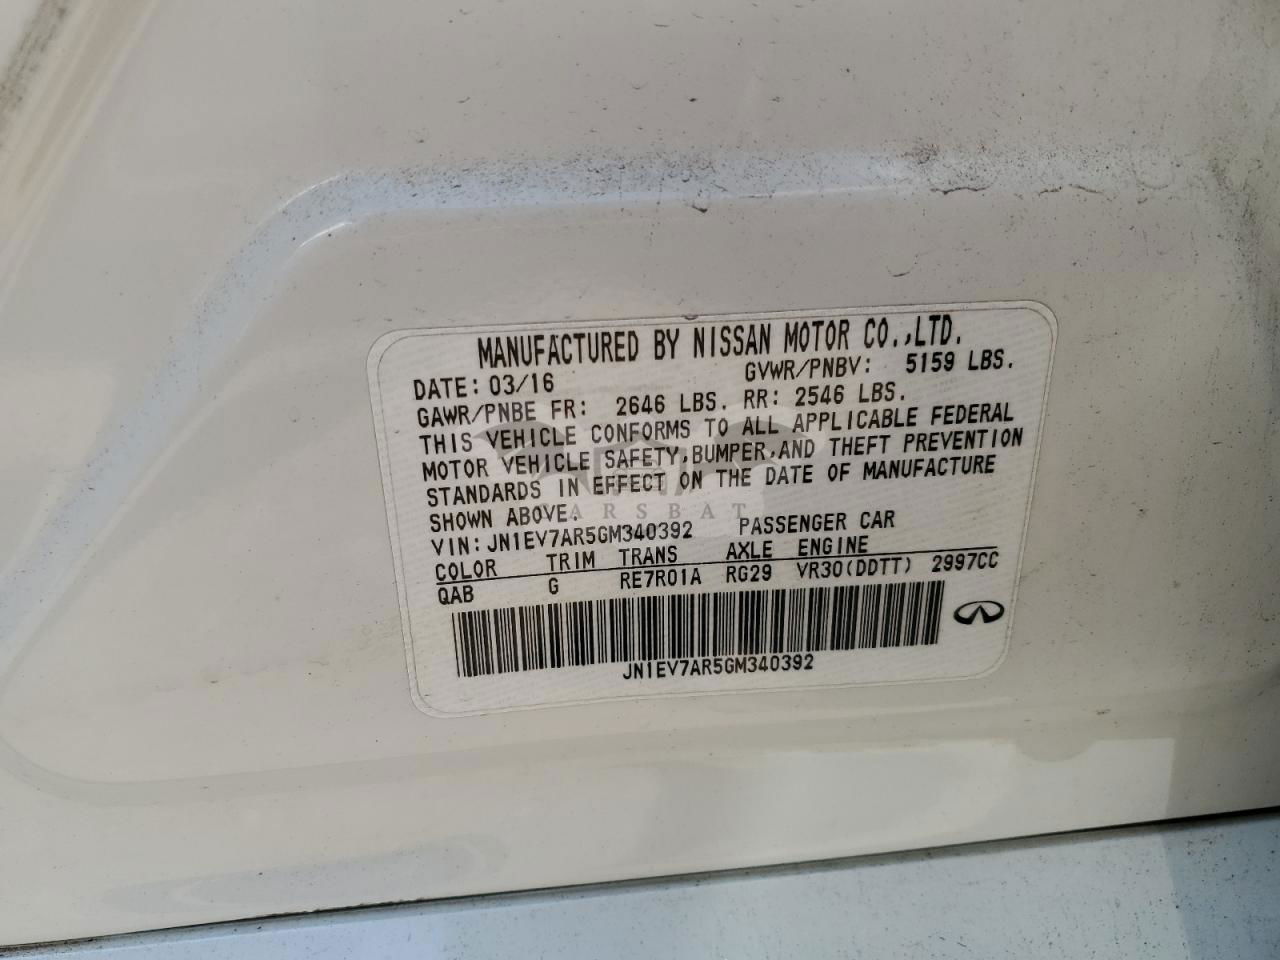 MANUFACTURED BY NISSAN MOTOR CO.,LTD.
DATE: 03/16 GVWR/PNBV: 5159 LBS.
GAWR/PNBE FR: 2646 LBS. RR: 2546 LBS.
THIS VEHICLE CONFORMS TO ALL APPLICABLE FEDERAL
MOTOR VEHICLE SAFETY,BUMPER,AND THEFT PREVENTION
STANDARDS IN EFFECT ON THE DATE OF MANUFACTURE
SHOWN ABOVE.
ARSBAT
VIN:JN1EV7AR5GM340392 PASSENGER CAR
COLOR TRIM TRANS AXLE ENGINE
QAB G RE7R01A RG29 VR30(DDTT) 2997CC
JN1EV7AR5GM340392